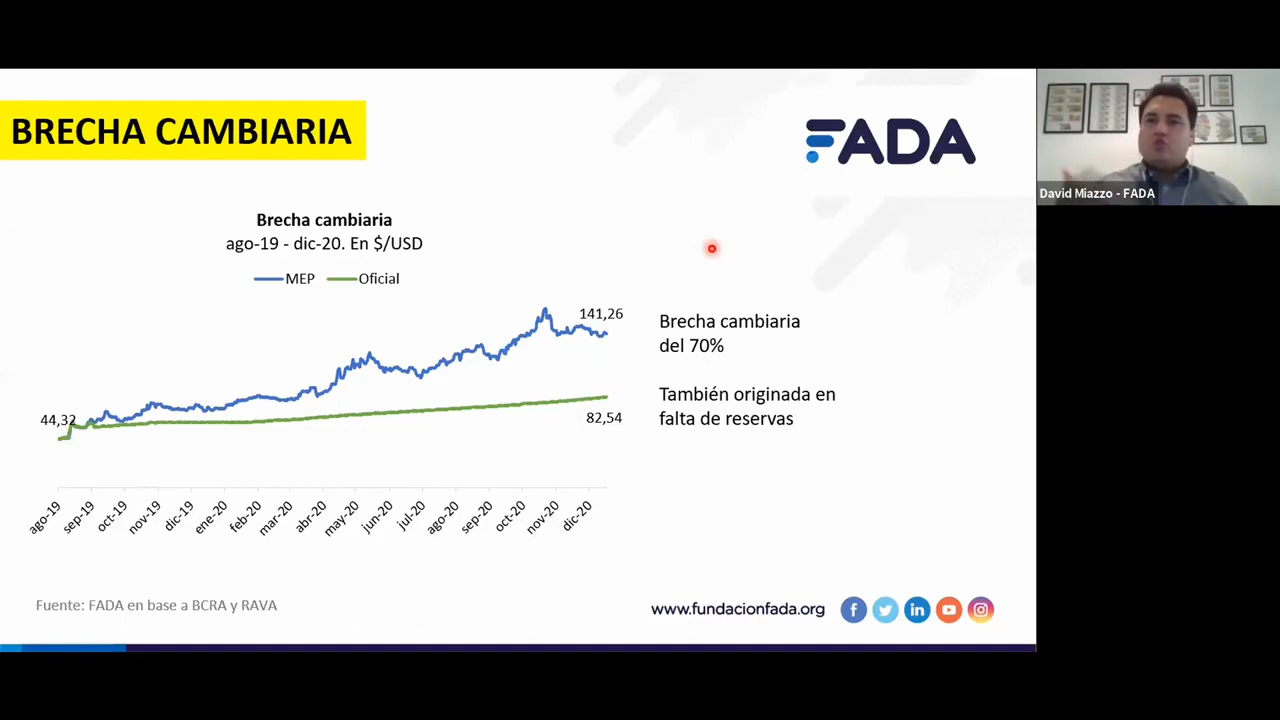 BRECHA CAMBIARIA
FADA
David Miazzo - FADA
Brecha cambiaria
ago-19 - dic-20. En $/USD
MEP Oficial
141,26
44,32
82,54
ago-19 sep-19 oct-19 nov-19 dic-19 ene-20 feb-20 mar-20 abr-20 may-20 jun-20 jul-20 ago-20 sep-20 oct-20 nov-20 dic-20
Brecha cambiaria
del 70%
También originada en
falta de reservas
Fuente: FADA en base a BCRA y RAVA
www.fundacionfada.org